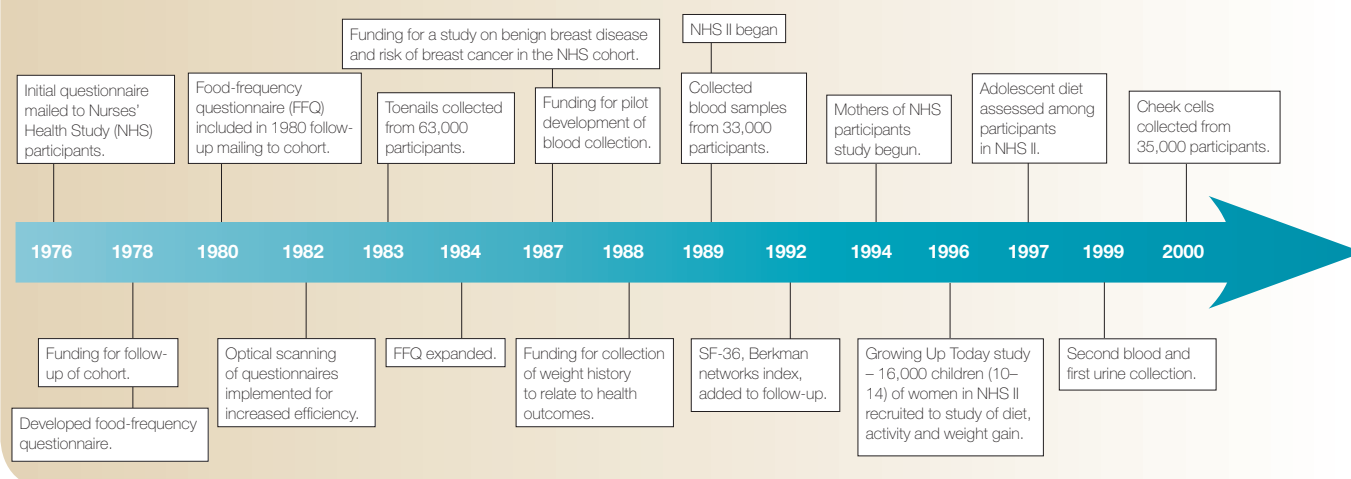 Funding for a study on benign breast disease
and risk of breast cancer in the NHS cohort.
NHS II began
Initial questionnaire
mailed to Nurses'
Health Study (NHS)
participants.
Food-frequency
questionnaire (FFQ)
included in 1980 follow-
up mailing to cohort.
Toenails collected
from 63,000
participants.
Funding for pilot
development of
blood collection.
Collected
blood samples
from 33,000
participants.
Mothers of NHS
participants
study begun.
Adolescent diet
assessed among
participants
in NHS II.
Cheek cells
collected from
35,000 participants.
1976 1978 1980 1982 1983 1984 1987 1988 1989 1992 1994 1996 1997 1999 2000
Funding for follow-
up of cohort.
Developed food-frequency
questionnaire.
Optical scanning
of questionnaires
implemented for
increased efficiency.
FFQ expanded.
Funding for collection
of weight history
to relate to health
outcomes.
SF-36, Berkman
networks index,
added to follow-up.
Growing Up Today study
– 16,000 children (10–
14) of women in NHS II
recruited to study of diet,
activity and weight gain.
Second blood and
first urine collection.